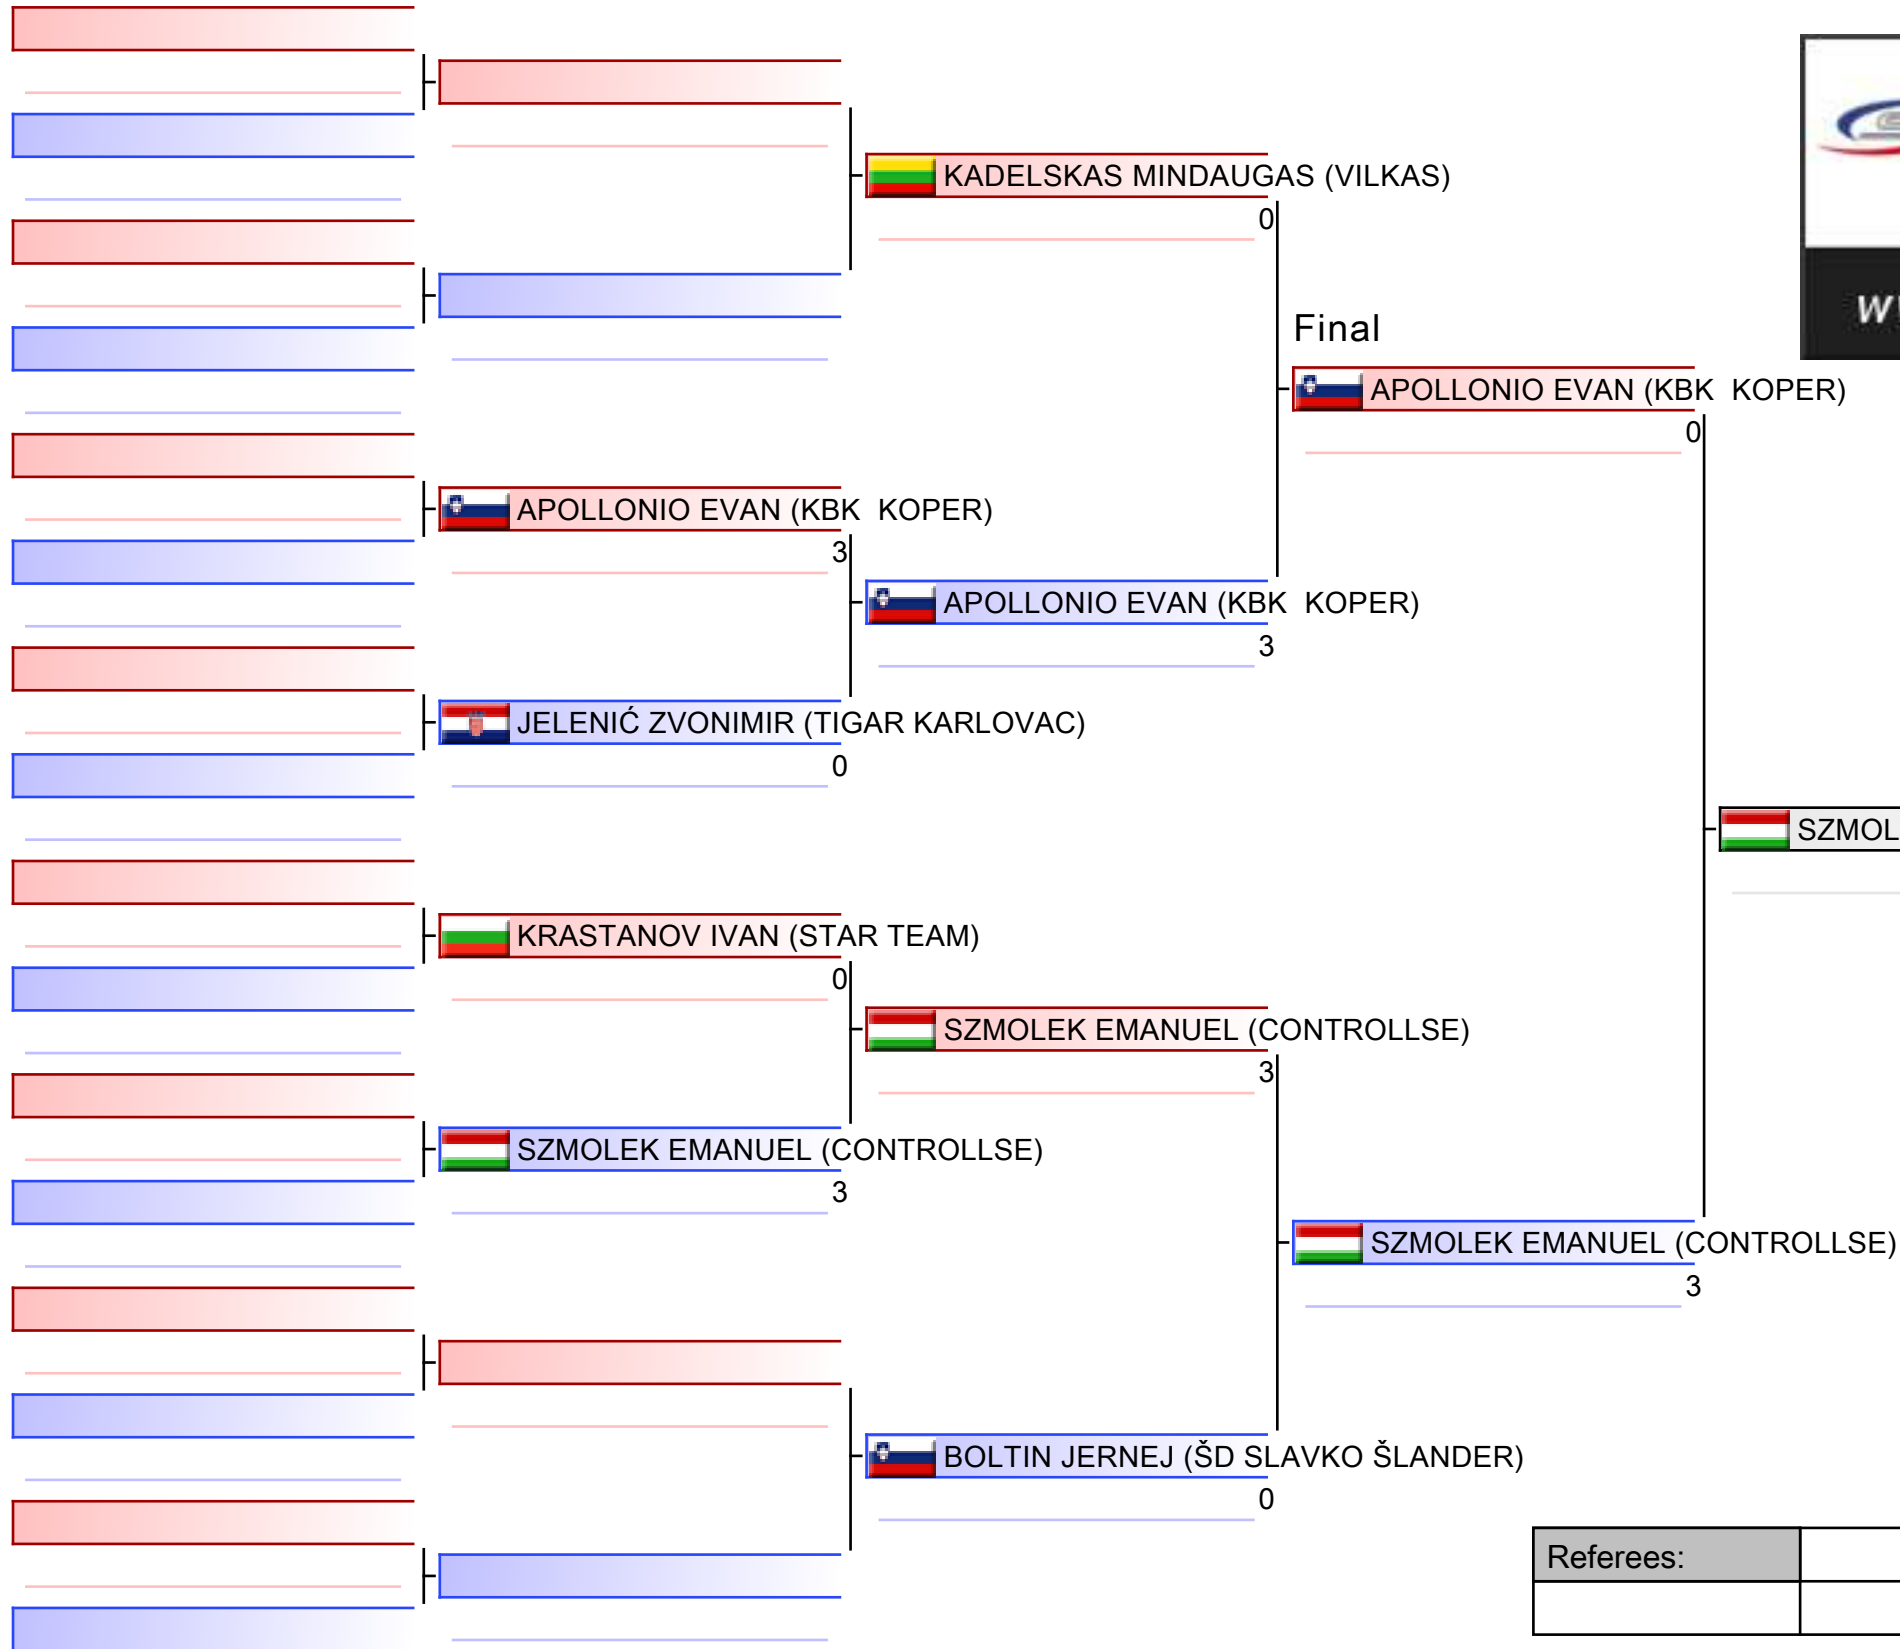 KADELSKAS MINDAUGAS (VILKAS)
0
Final
APOLLONIO EVAN (KBK  KOPER)
0
APOLLONIO EVAN (KBK  KOPER)
3
APOLLONIO EVAN (KBK  KOPER)
3
JELENIĆ ZVONIMIR (TIGAR KARLOVAC)
0
SZMOL
KRASTANOV IVAN (STAR TEAM)
0
SZMOLEK EMANUEL (CONTROLLSE)
3
SZMOLEK EMANUEL (CONTROLLSE)
3
SZMOLEK EMANUEL (CONTROLLSE)
3
BOLTIN JERNEJ (ŠD SLAVKO ŠLANDER)
0
Referees: